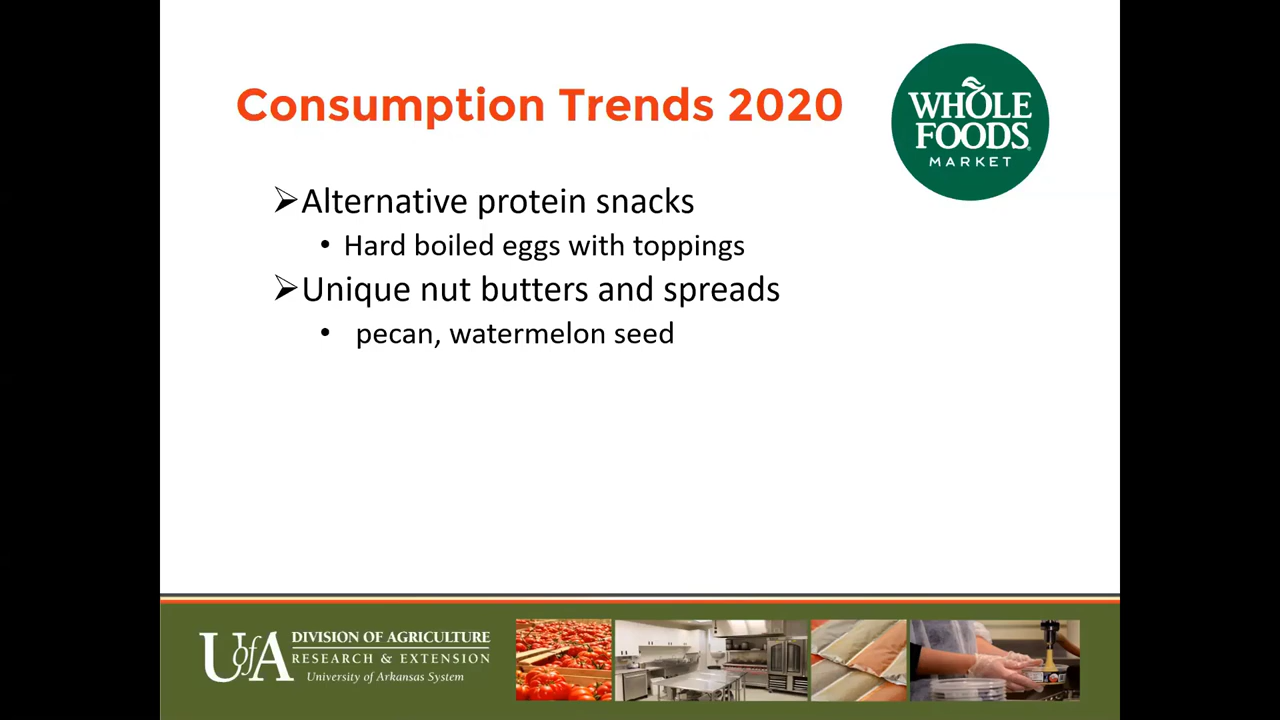 Consumption Trends 2020
WHOLE
FOODS
MARKET
➢Alternative protein snacks
• Hard boiled eggs with toppings
➢Unique nut butters and spreads
• pecan, watermelon seed
UofA
DIVISION OF AGRICULTURE
RESEARCH & EXTENSION
University of Arkansas System